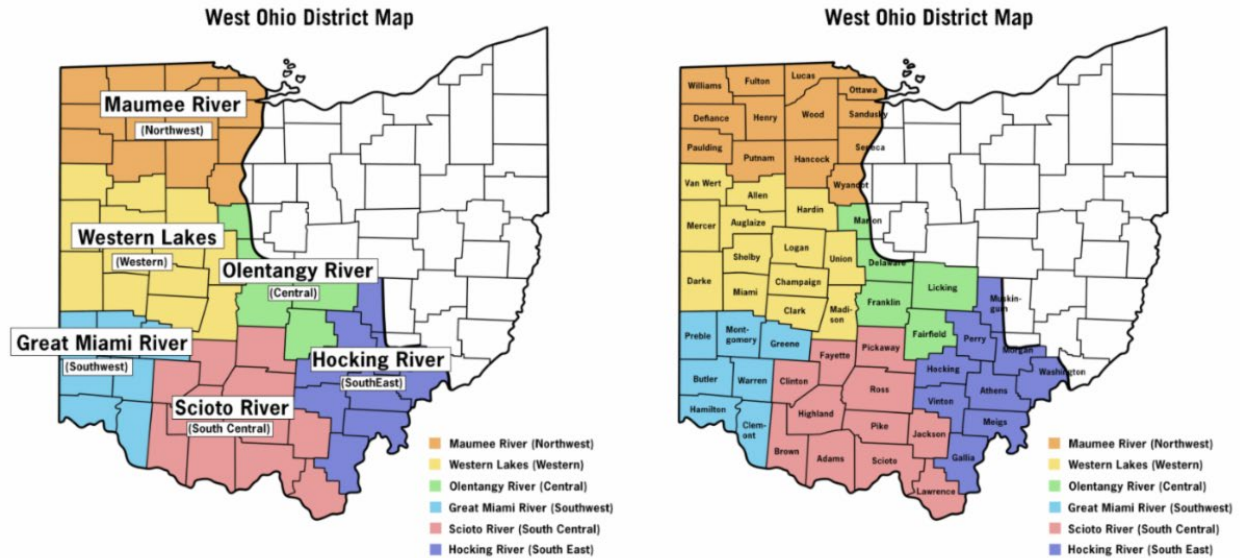 West Ohio District Map
Maumee River
(Northwest)
Western Lakes
(Western)
Olentangy River
(Central)
Great Miami River
(Southwest)
Hocking River
(SouthEast)
Scioto River
(South Central)
Maumee River (Northwest)
Western Lakes (Western)
Olentangy River (Central)
Great Miami River (Southwest)
Scioto River (South Central)
Hocking River (South East)
West Ohio District Map
Williams
Fulton
Lucas
Ottawa
Defiance
Henry
Wood
Sandusky
Paulding
Putnam
Hancock
Seneca
Van Wert
Allen
Wyandot
Mercer
Auglaize
Hardin
Marion
Shelby
Logan
Union
Delaware
Darke
Miami
Champaign
Clark
Madi-
son
Franklin
Licking
Muskin-
gum
Preble
Mont-
gomery
Greene
Fayette
Pickaway
Fairfield
Perry
Morgan
Washington
Butler
Warren
Clinton
Ross
Hocking
Athens
Hamilton
Cler-
mont
Highland
Pike
Vinton
Meigs
Brown
Adams
Scioto
Jackson
Gallia
Lawrence
Maumee River (Northwest)
Western Lakes (Western)
Olentangy River (Central)
Great Miami River (Southwest)
Scioto River (South Central)
Hocking River (South East)